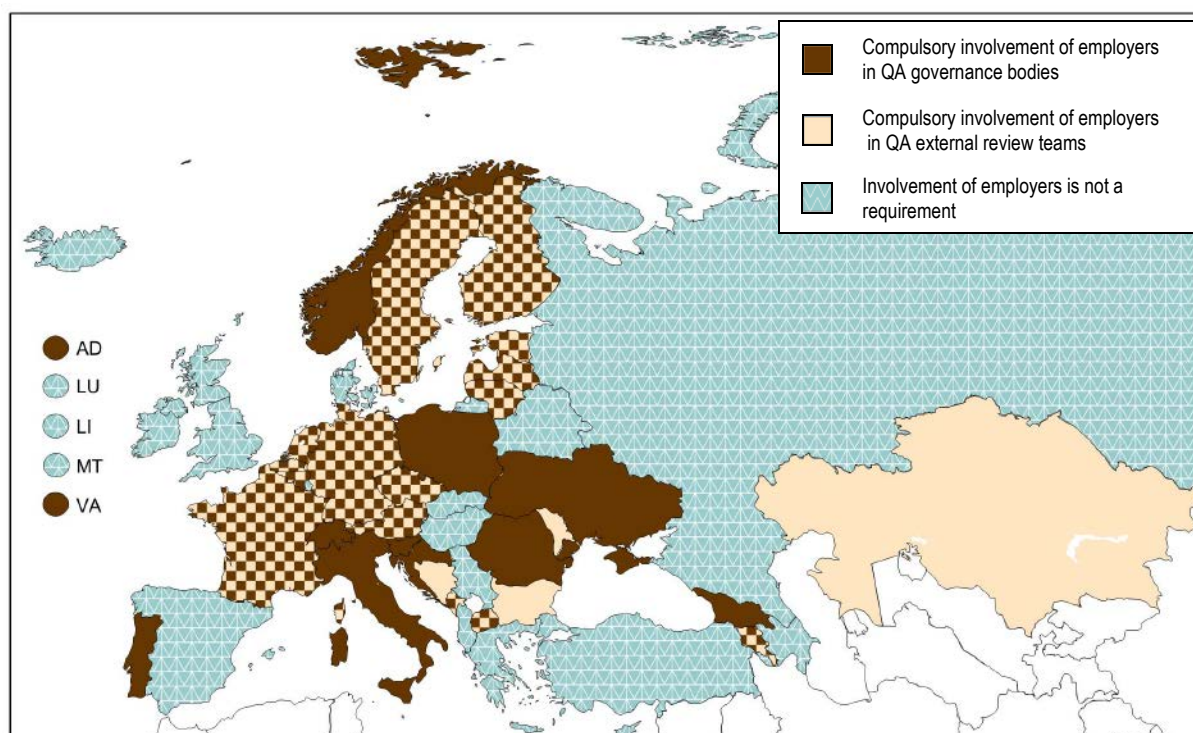 Compulsory involvement of employers
in QA governance bodies
Compulsory involvement of employers
in QA external review teams
Involvement of employers is not a
requirement
AD
LU
LI
MT
VA